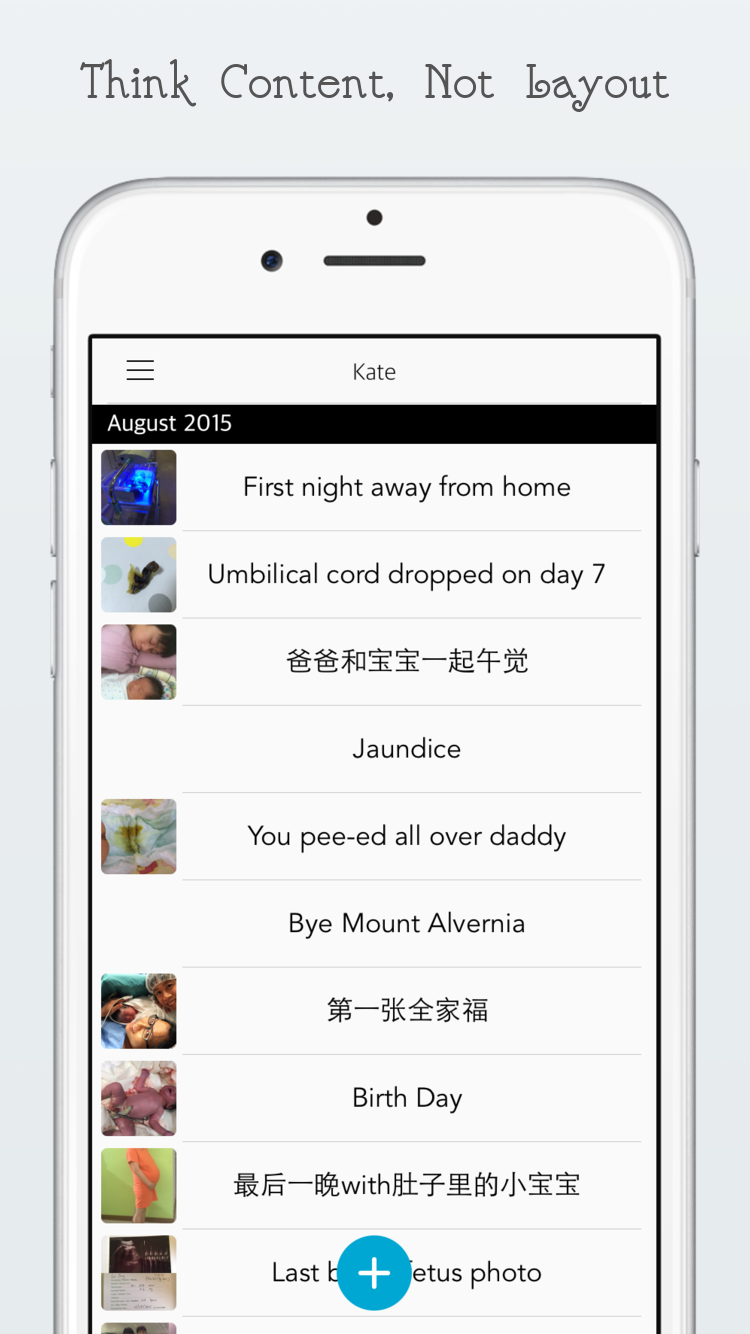 Think Content, Not Layout
Kate
August 2015
First night away from home
Umbilical cord dropped on day 7
爸爸和宝宝一起午觉
Jaundice
You pee-ed all over daddy
Bye Mount Alvernia
第一张全家福
Birth Day
最后一晚with肚子里的小宝宝
Last photo